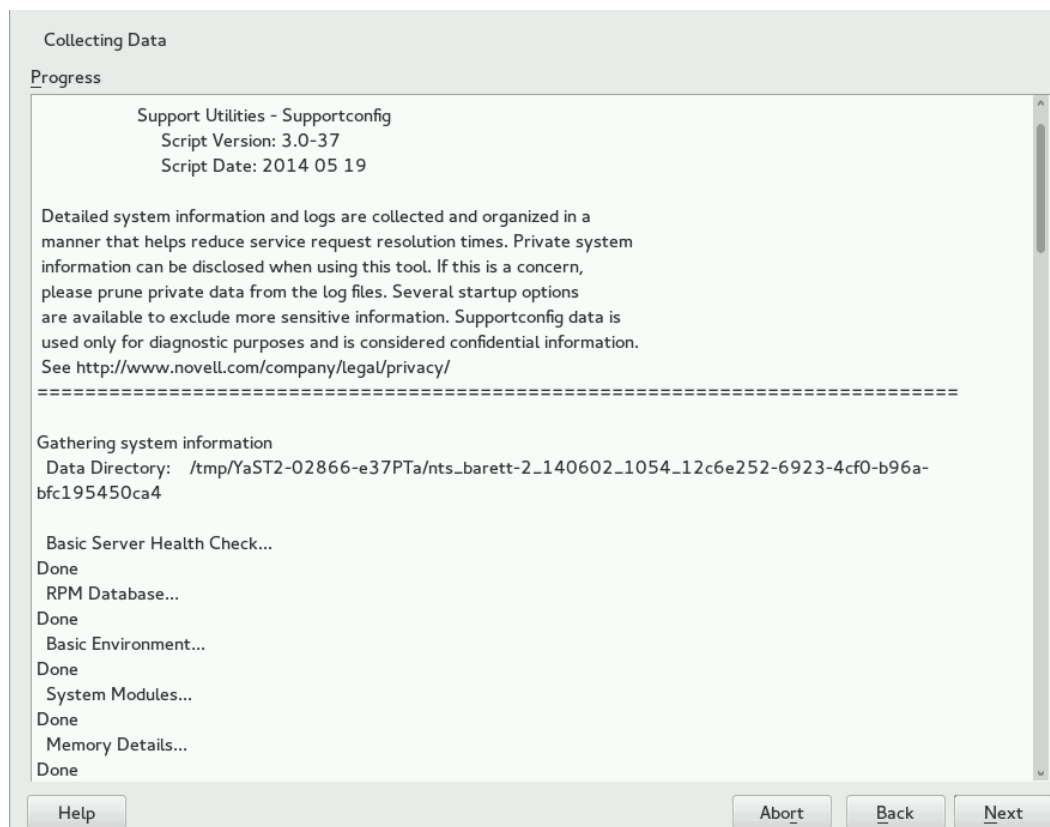 Collecting Data
Progress
Support Utilities - Supportconfig
Script Version: 3.0-37
Script Date: 2014 05 19
Detailed system information and logs are collected and organized in a
manner that helps reduce service request resolution times. Private system
information can be disclosed when using this tool. If this is a concern,
please prune private data from the log files. Several startup options
are available to exclude more sensitive information. Supportconfig data is
used only for diagnostic purposes and is considered confidential information.
See http://www.novell.com/company/legal/privacy/
=============================================================================
Gathering system information
Data Directory: /tmp/YaST2-02866-e37PTa/nts_barett-2_140602_1054_12c6e252-6923-4cf0-b96a-
bfc195450ca4
Basic Server Health Check...
Done
RPM Database...
Done
Basic Environment...
Done
System Modules...
Done
Memory Details...
Done
Help Abort Back Next